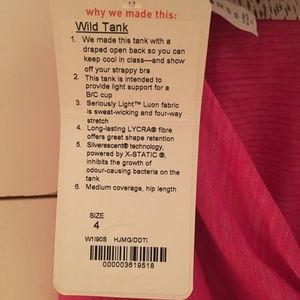 why we made this:
Wild Tank
1. We made this tank with a
draped open back so you can
keep cool in class—and show
off your strappy bra
2. This tank is intended to
provide light support for a
B/C cup
3. Seriously Light™ Luon fabric
is sweat-wicking and four-way
stretch
4. Long-lasting LYCRA® fibre
offers great shape retention
5. Silverescent® technology,
powered by X-STATIC ®,
inhibits the growth of
odour-causing bacteria on the
tank
6. Medium coverage, hip length
SIZE
4
W1I90S HJMG/DDTI
000003619516